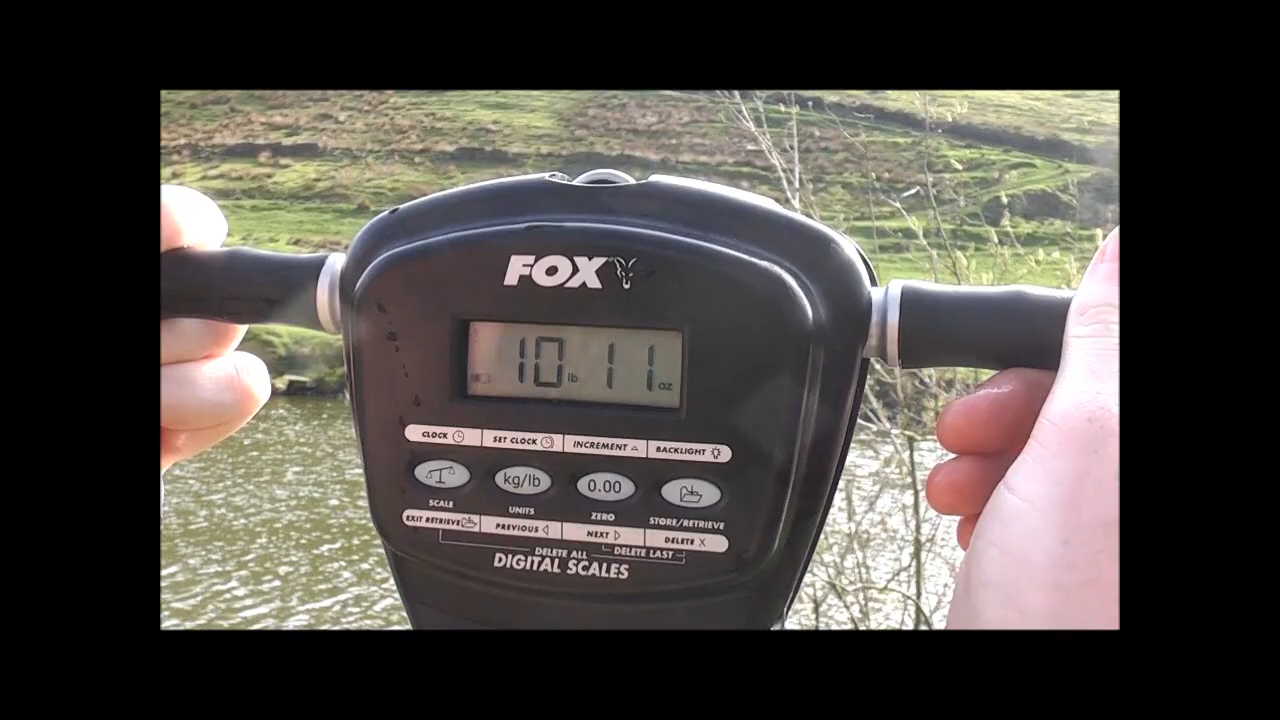 FOX
10 lb 11 oz
CLOCK SET CLOCK INCREMENT BACKLIGHT
kg/lb 0.00
SCALE UNITS ZERO STORE/RETRIEVE
EXIT RETRIEVE PREVIOUS NEXT DELETE X
DELETE ALL DELETE LAST
DIGITAL SCALES